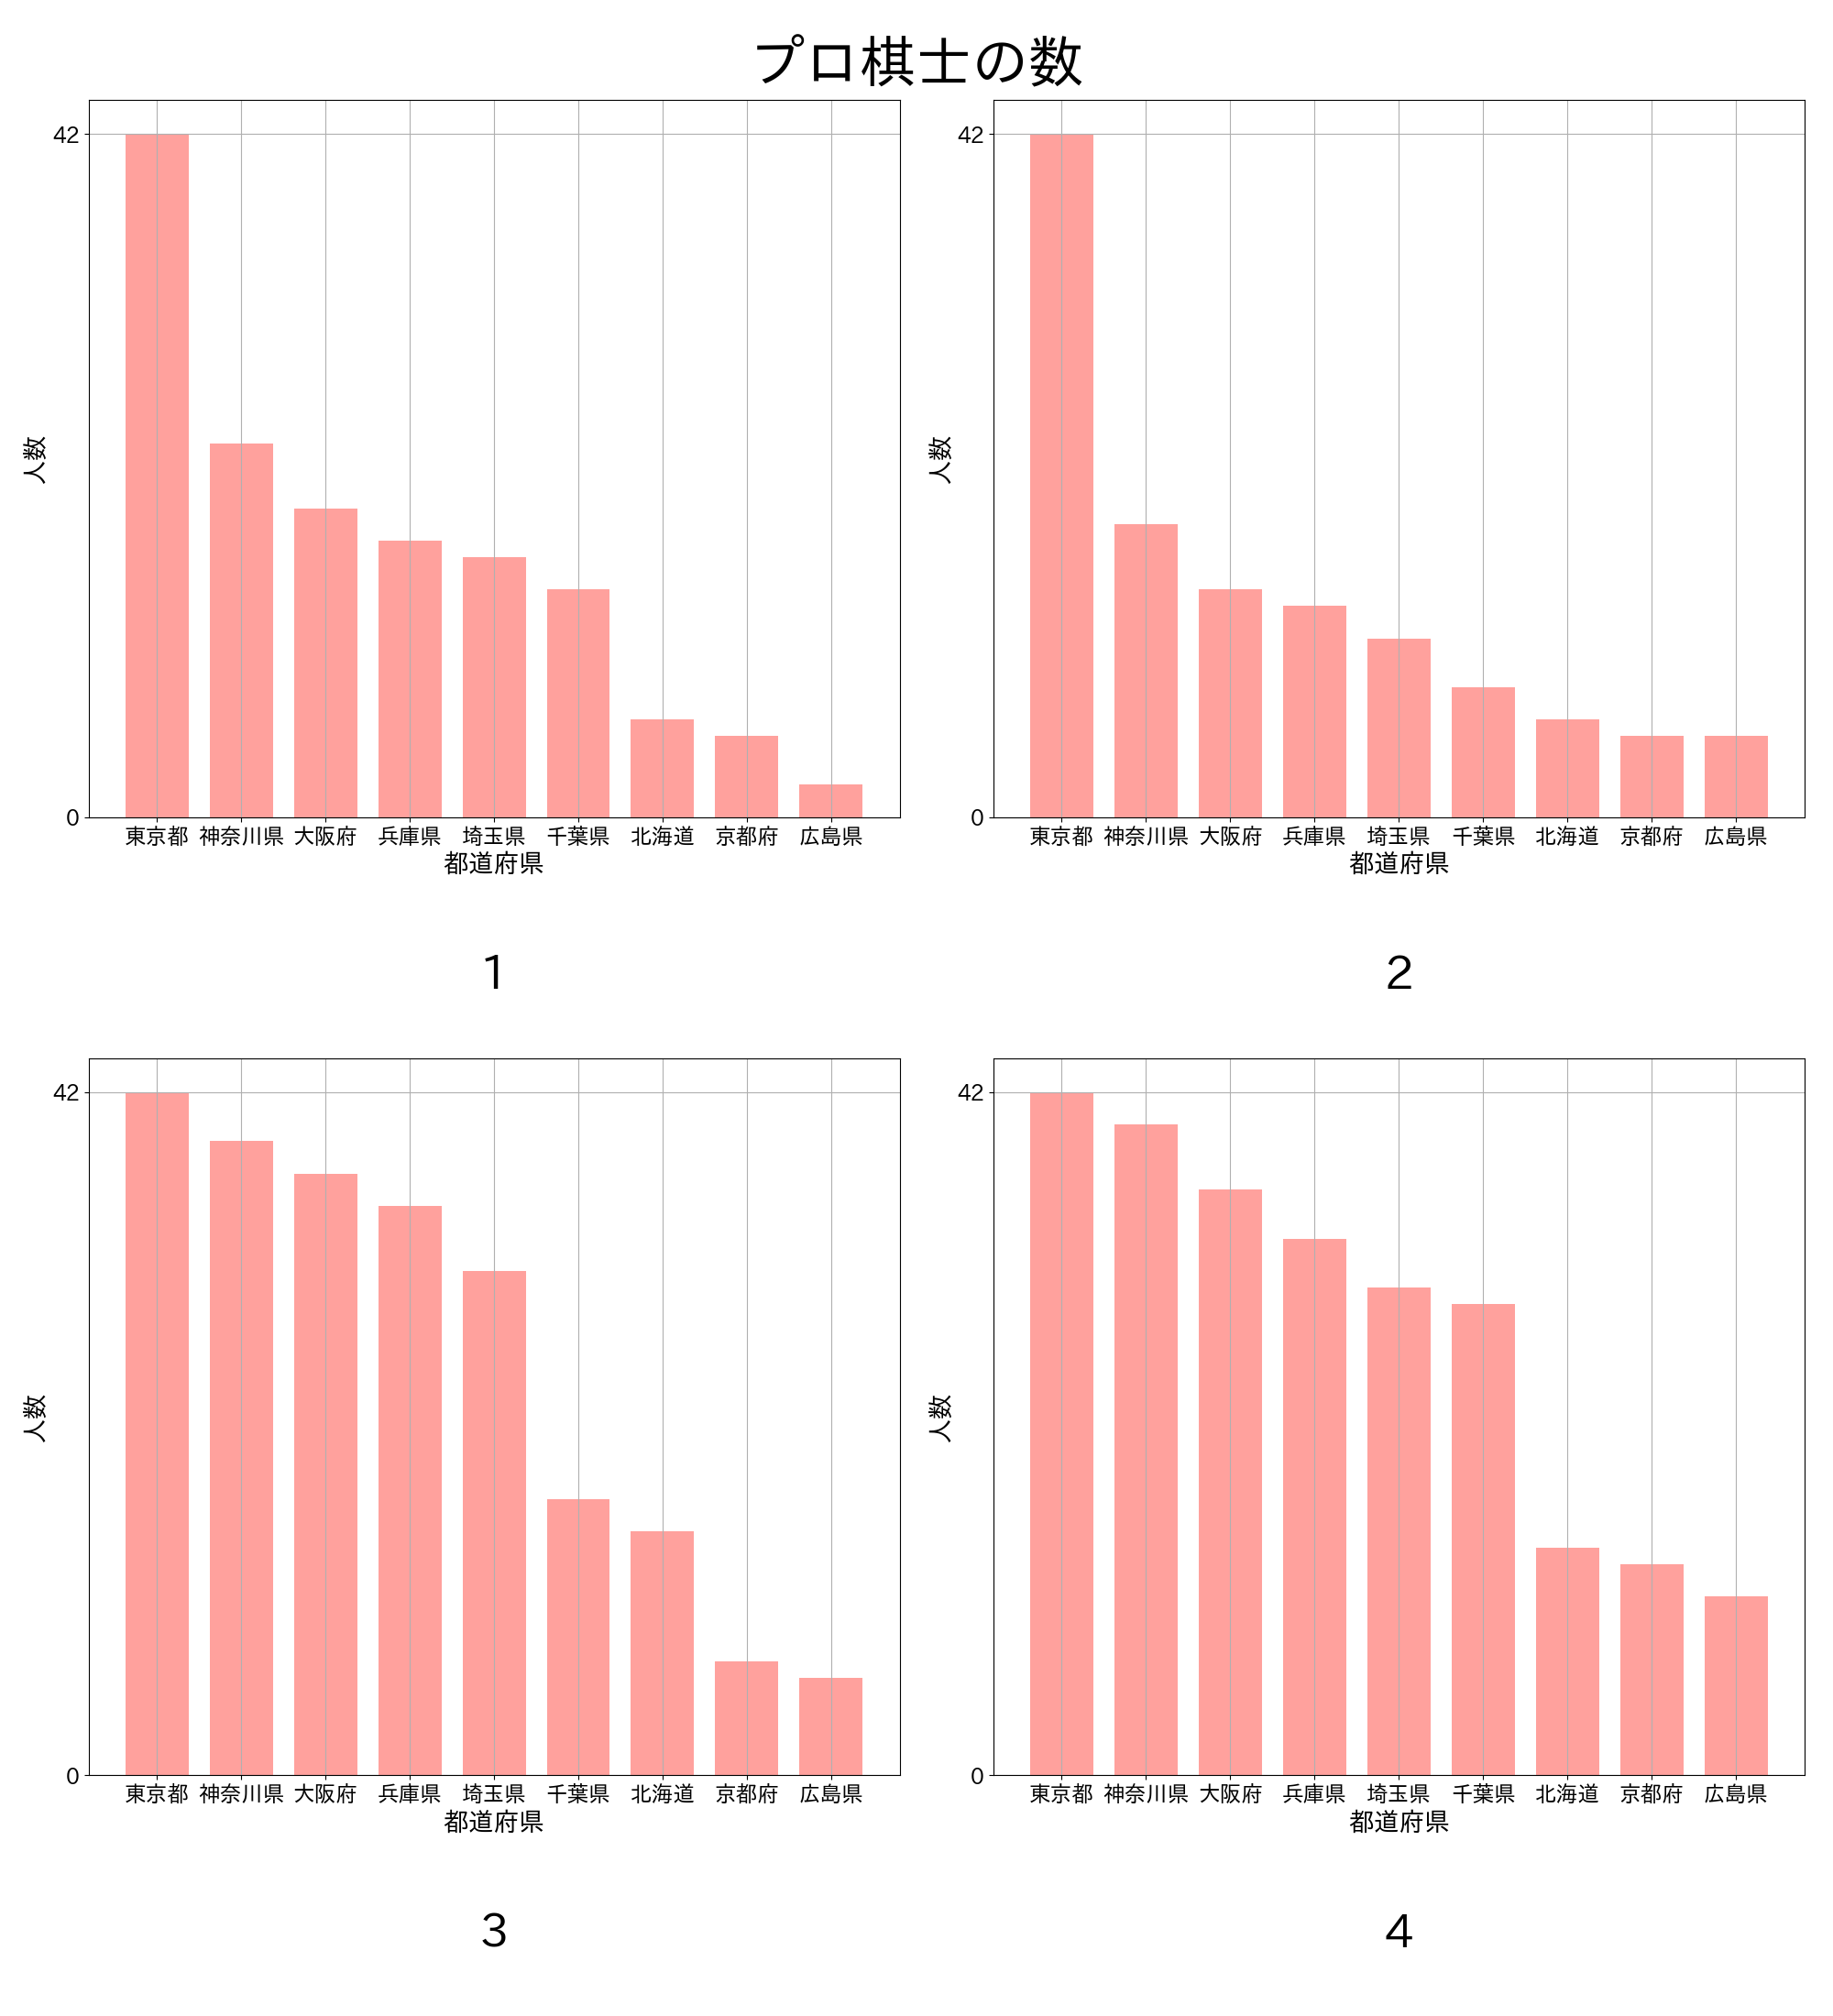 プロ棋士の数
42
0
人数
東京都 神奈川県 大阪府 兵庫県 埼玉県 千葉県 北海道 京都府 広島県
都道府県
1
42
0
人数
東京都 神奈川県 大阪府 兵庫県 埼玉県 千葉県 北海道 京都府 広島県
都道府県
2
42
0
人数
東京都 神奈川県 大阪府 兵庫県 埼玉県 千葉県 北海道 京都府 広島県
都道府県
3
42
0
人数
東京都 神奈川県 大阪府 兵庫県 埼玉県 千葉県 北海道 京都府 広島県
都道府県
4